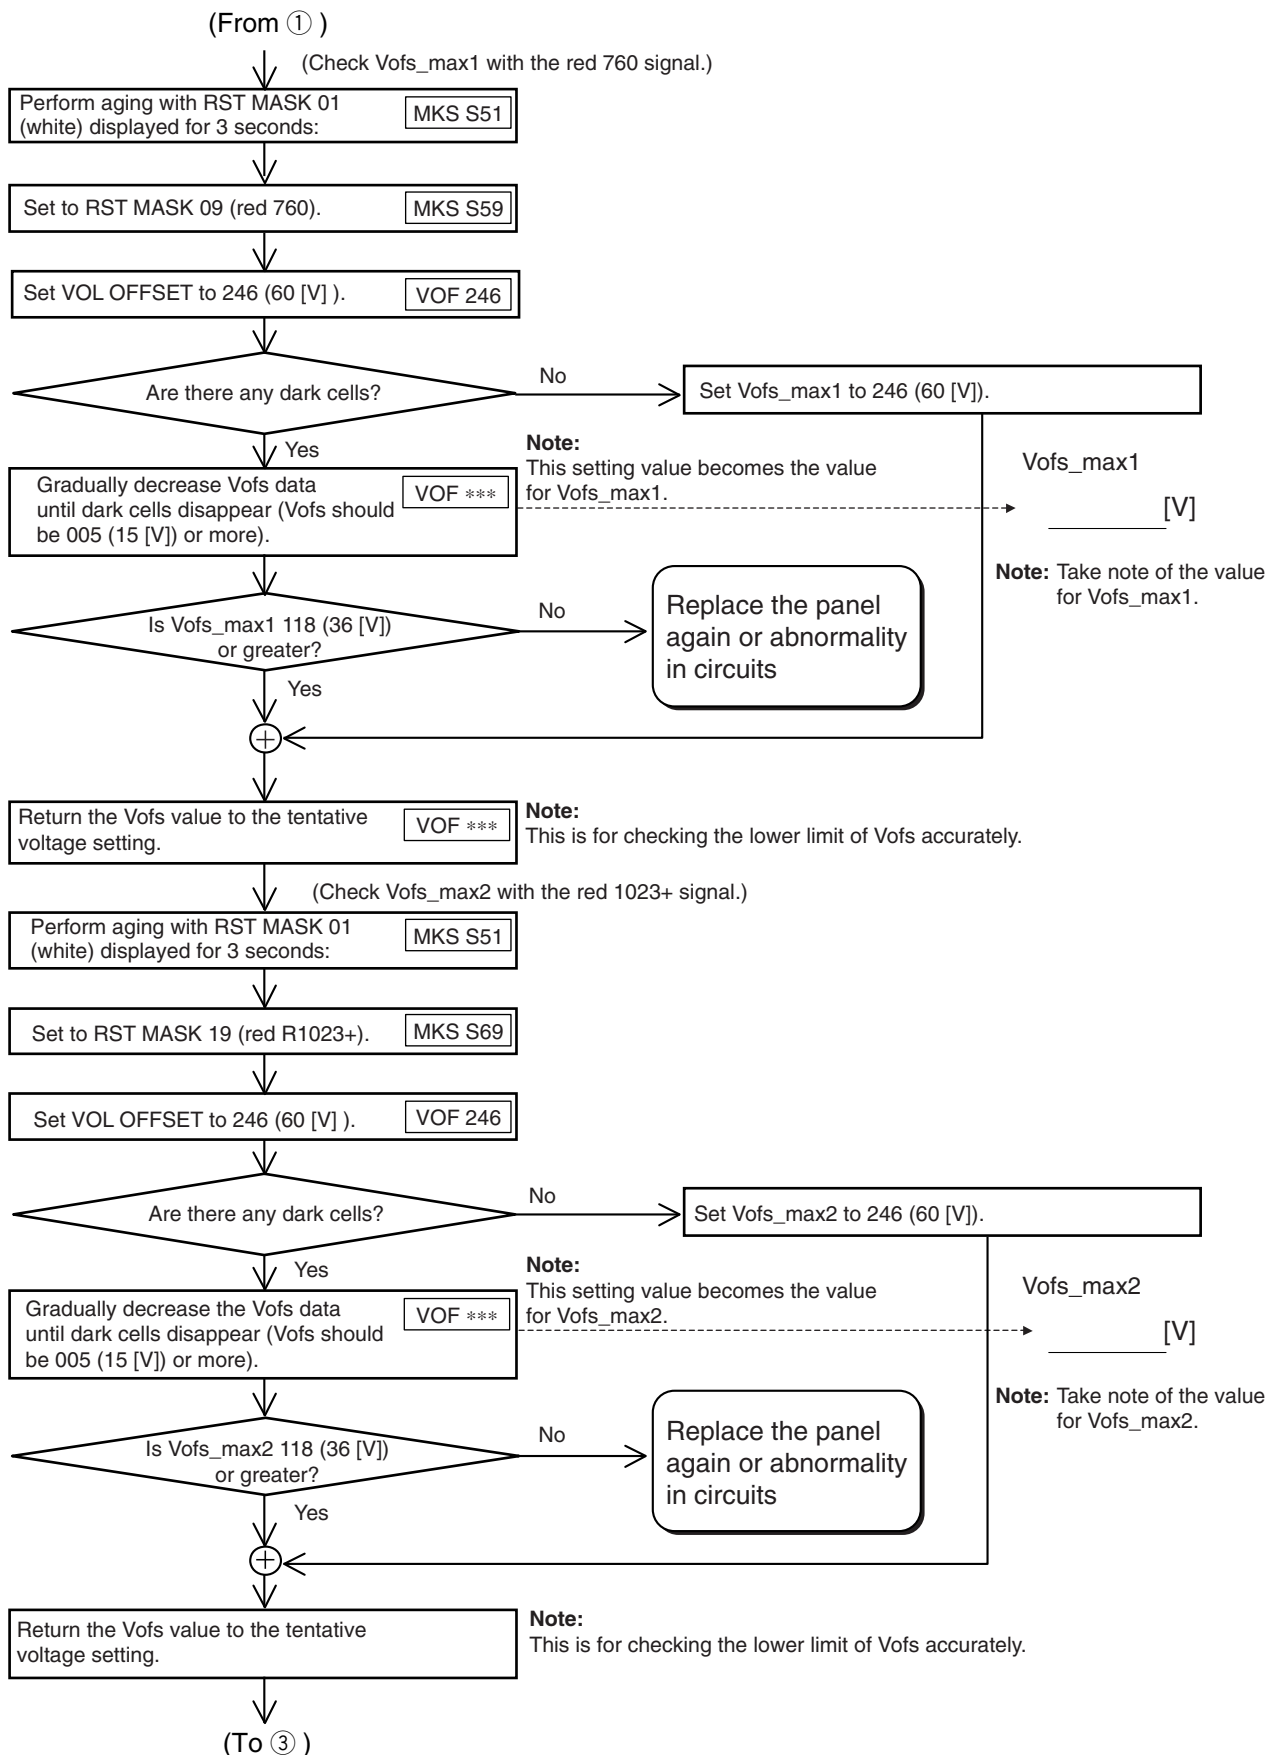 (From ① )
(Check Vofs_max1 with the red 760 signal.)
Perform aging with RST MASK 01
(white) displayed for 3 seconds:
MKS S51
Set to RST MASK 09 (red 760).
MKS S59
Set VOL OFFSET to 246 (60 [V] ).
VOF 246
Are there any dark cells?
No
Set Vofs_max1 to 246 (60 [V]).
Yes
Note:
This setting value becomes the value
for Vofs_max1.
Vofs_max1
[V]
Gradually decrease Vofs data
until dark cells disappear (Vofs should
be 005 (15 [V]) or more).
VOF ***
Note: Take note of the value
for Vofs_max1.
Is Vofs_max1 118 (36 [V])
or greater?
No
Replace the panel
again or abnormality
in circuits
Yes
Return the Vofs value to the tentative
voltage setting.
VOF ***
Note:
This is for checking the lower limit of Vofs accurately.
(Check Vofs_max2 with the red 1023+ signal.)
Perform aging with RST MASK 01
(white) displayed for 3 seconds:
MKS S51
Set to RST MASK 19 (red R1023+).
MKS S69
Set VOL OFFSET to 246 (60 [V] ).
VOF 246
Are there any dark cells?
No
Set Vofs_max2 to 246 (60 [V]).
Yes
Note:
This setting value becomes the value
for Vofs_max2.
Vofs_max2
[V]
Gradually decrease the Vofs data
until dark cells disappear (Vofs should
be 005 (15 [V]) or more).
VOF ***
Note: Take note of the value
for Vofs_max2.
Is Vofs_max2 118 (36 [V])
or greater?
No
Replace the panel
again or abnormality
in circuits
Yes
Return the Vofs value to the tentative
voltage setting.
Note:
This is for checking the lower limit of Vofs accurately.
(To ③ )